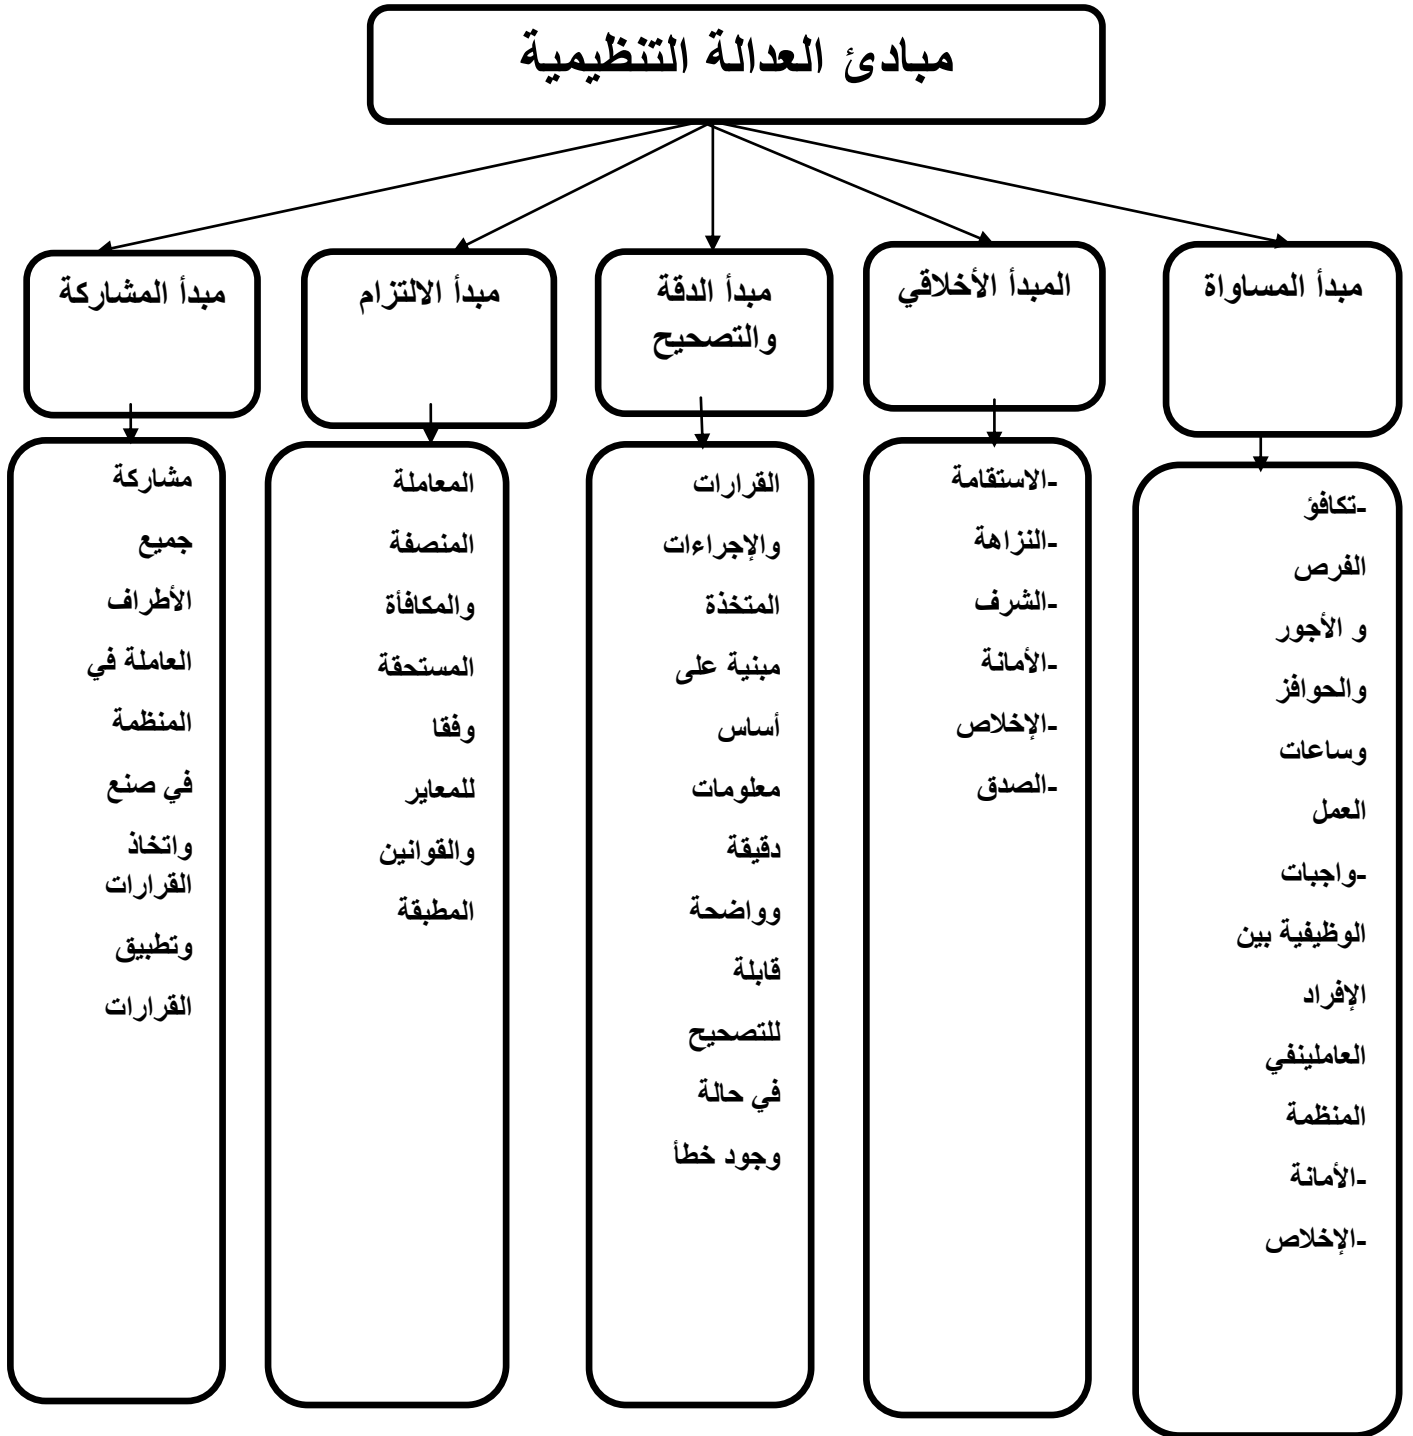 مبادئ العدالة التنظيمية
مبدأ المساواة
المبدأ الأخلاقي
مبدأ الدقة
والتصحيح
مبدأ الالتزام
مبدأ المشاركة
-تكافؤ
الفرص
و الأجور
والحوافز
وساعات
العمل
-واجبات
الوظيفية بين
الإفراد
العاملينفي
المنظمة
-الأمانة
-الإخلاص
-الاستقامة
-النزاهة
-الشرف
-الأمانة
-الإخلاص
-الصدق
القرارات
والإجراءات
المتخذة
مبنية على
أساس
معلومات
دقيقة
وواضحة
قابلة
للتصحيح
في حالة
وجود خطأ
المعاملة
المنصفة
والمكافأة
المستحقة
وفقا
للمعاير
والقوانين
المطبقة
مشاركة
جميع
الأطراف
العاملة في
المنظمة
في صنع
واتخاذ
القرارات
وتطبيق
القرارات